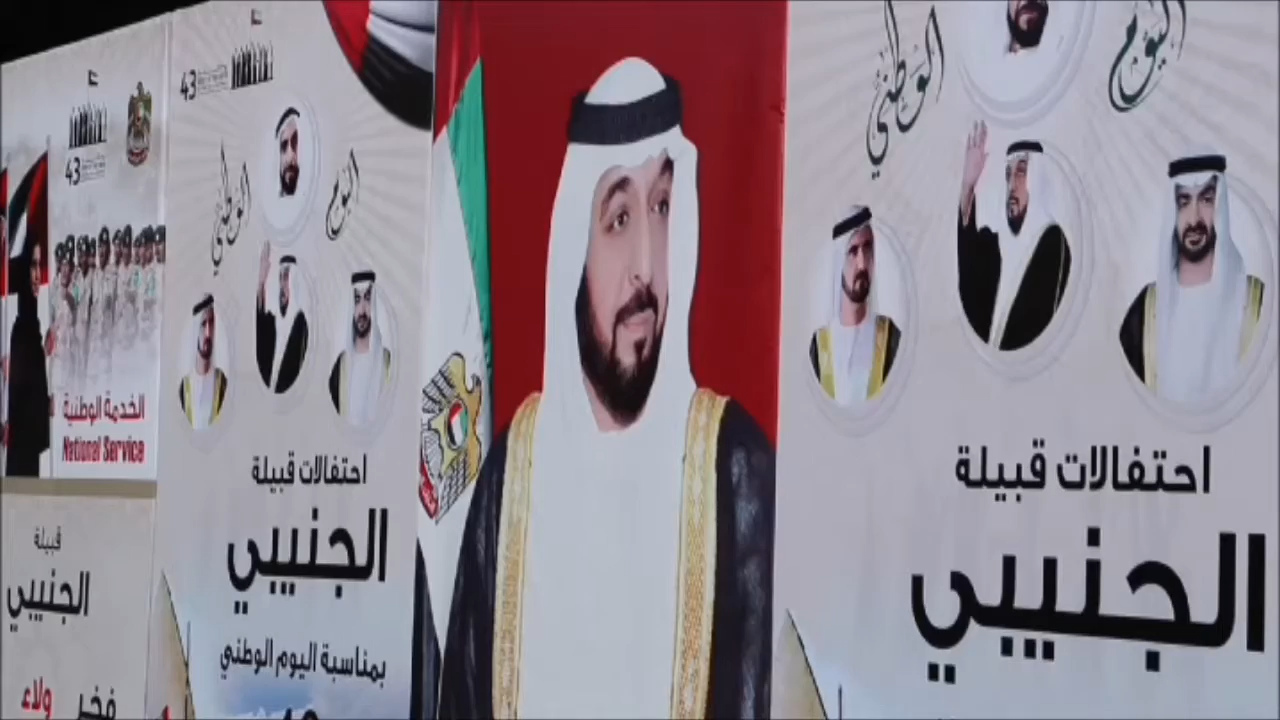 اليوم
الوطني
احتفالات قبيلة
الجنيبي
43
اليوم
الوطني
احتفالات قبيلة
الجنيبي
بمناسبة اليوم الوطني
43
الخدمة الوطنية
National Service
قبيلة
الجنيبي
فخر ولاء